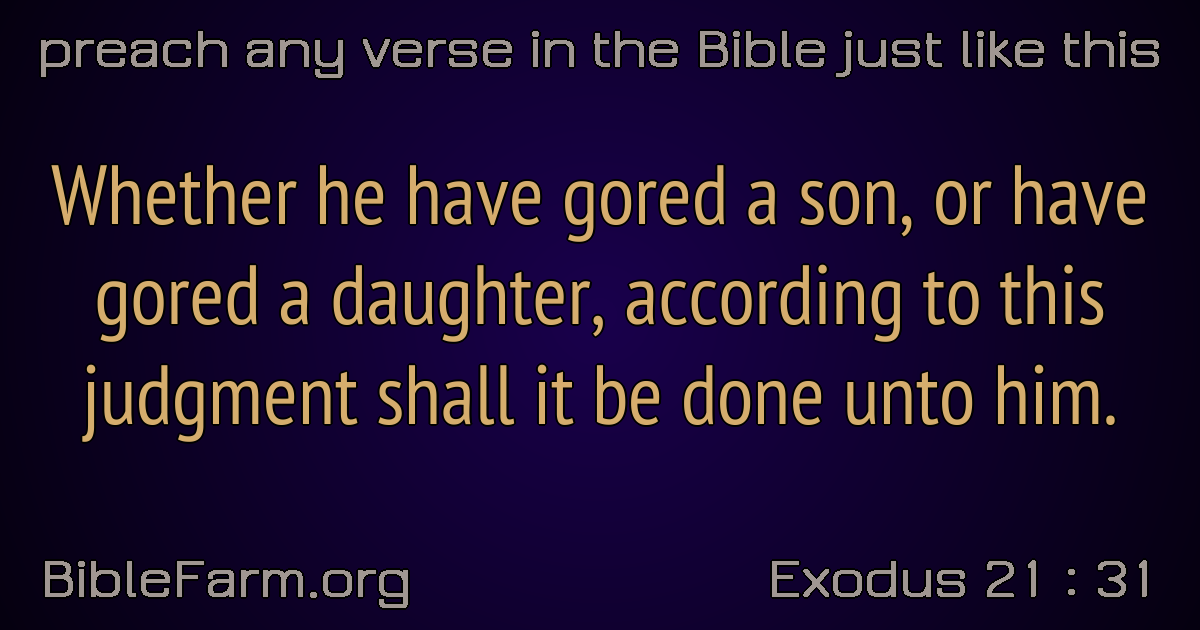 preach any verse in the Bible just like this
Whether he have gored a son, or have
gored a daughter, according to this
judgment shall it be done unto him.
BibleFarm.org
Exodus 21 : 31